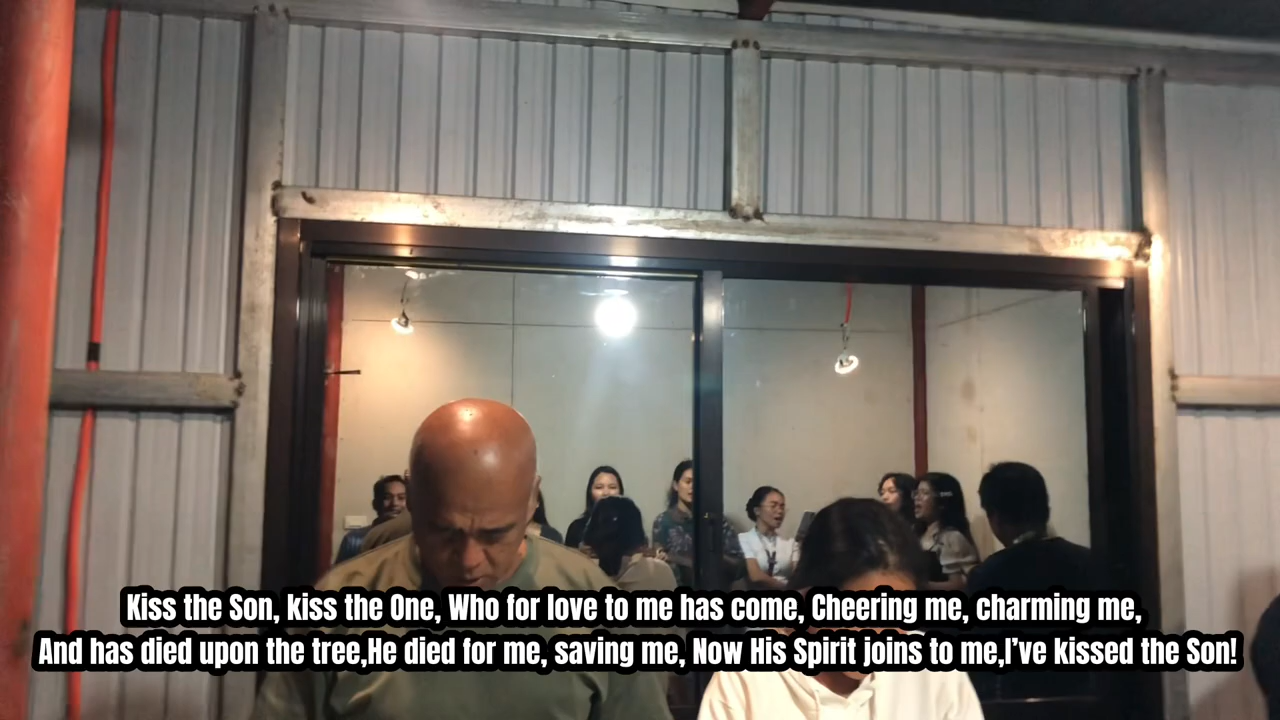 Kiss the Son, kiss the One, Who for love to me has come, Cheering me, charming me,
And has died upon the tree,He died for me, saving me, Now His Spirit joins to me,I've kissed the Son!